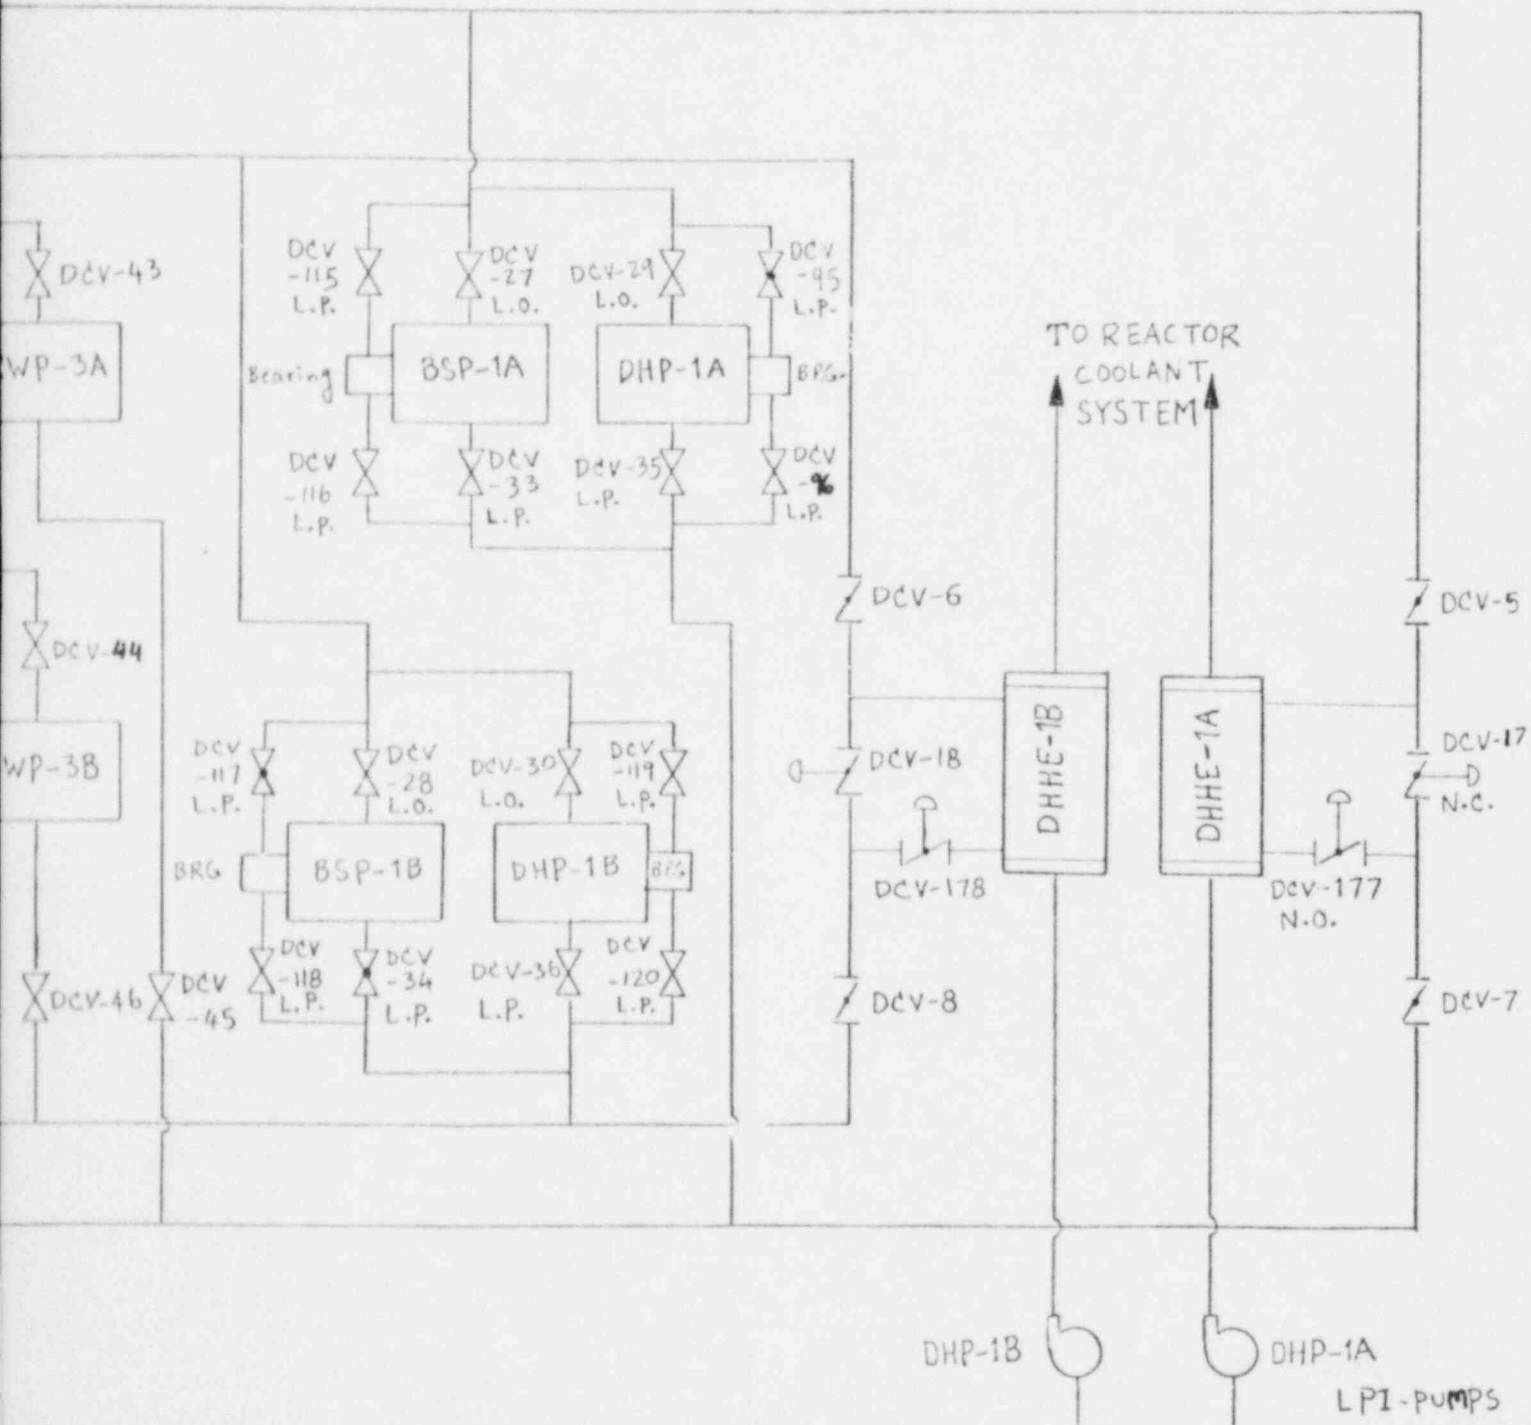 DCV-43
WP-3A
DCV
-115
L.P.
DCV
-27
L.O.
DCV-29
L.O.
DCV
-95
L.P.
Bearing
BSP-1A
DHP-1A
BRG.
DCV
-116
L.P.
DCV
-33
L.P.
DCV-35
L.P.
DCV
-96
L.P.
TO REACTOR
COOLANT
SYSTEM
DCV-6
DCV-5
DCV-44
WP-3B
DCV
-117
L.P.
DCV
-28
L.O.
DCV-30
L.O.
DCV
-119
L.P.
BRG
BSP-1B
DHP-1B
BRG
DCV-18
DHHE-1B
DHHE-1A
DCV-17
N.C.
DCV-178
DCV-177
N.O.
DCV-46
DCV
-45
DCV
-118
L.P.
DCV
-34
L.P.
DCV-36
L.P.
DCV
-120
L.P.
DCV-8
DCV-7
DHP-1B
DHP-1A
LPI-PUMPS